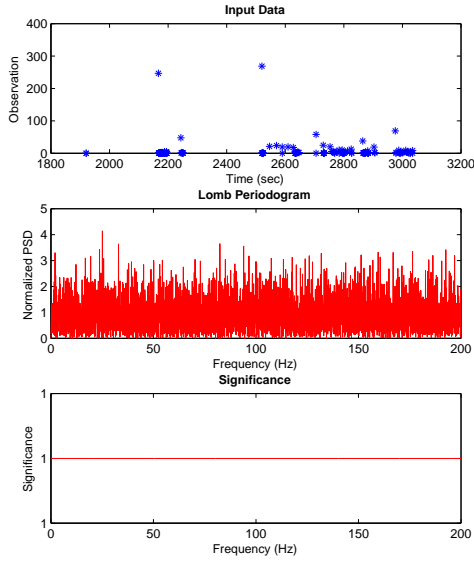 Input Data
400
300
200
100
0
Observation
1800 2000 2200 2400 2600 2800 3000 3200
Time (sec)
Lomb Periodogram
5
4
3
2
1
0
Normalized PSD
0 50 100 150 200
Frequency (Hz)
Significance
1
1
1
Significance
0 50 100 150 200
Frequency (Hz)